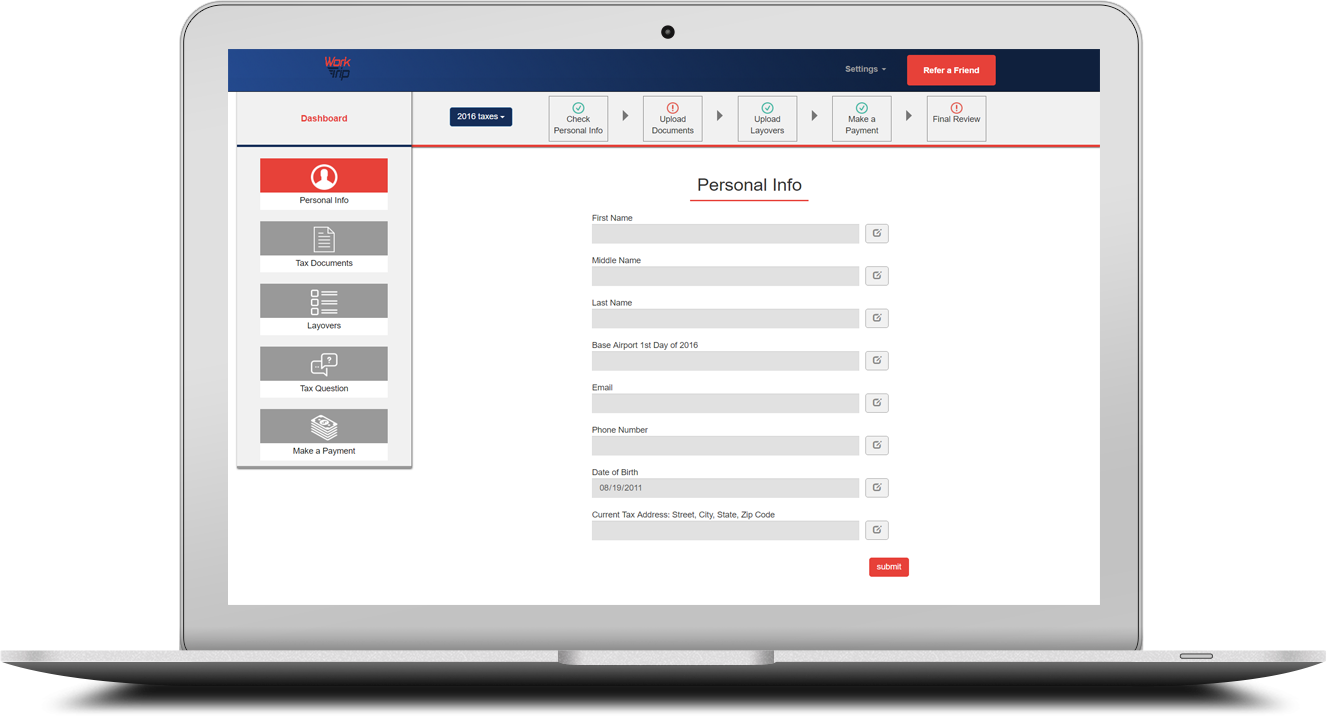 Work
Trip
Settings
Refer a Friend
Dashboard
2016 taxes
Check
Personal Info
Upload
Documents
Upload
Layovers
Make a
Payment
Final Review
Personal Info
Tax Documents
Layovers
?
Tax Question
Make a Payment
Personal Info
First Name
Middle Name
Last Name
Base Airport 1st Day of 2016
Email
Phone Number
Date of Birth
08/19/2011
Current Tax Address: Street, City, State, Zip Code
submit